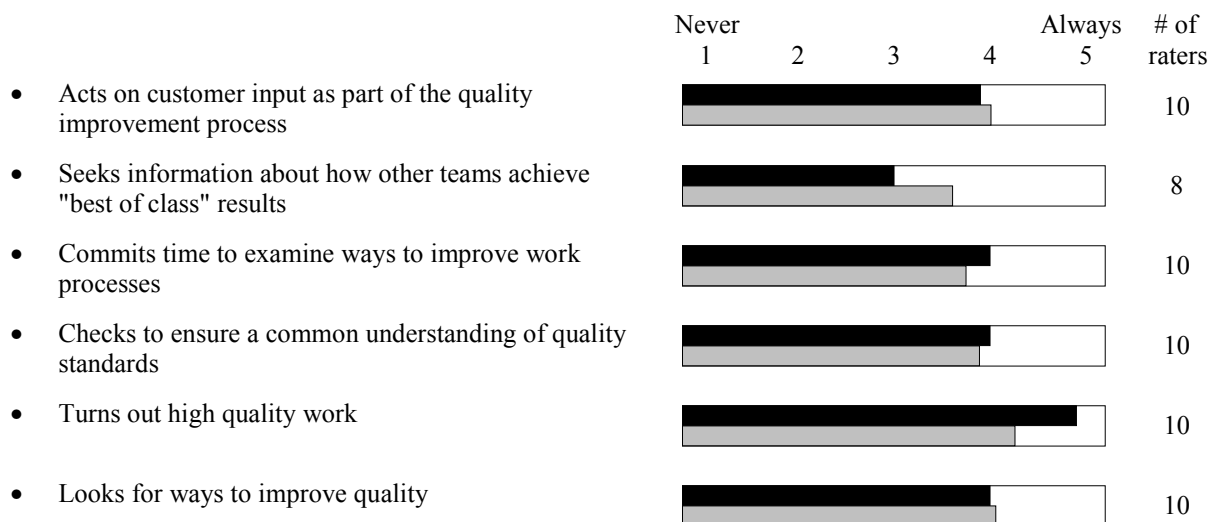 Never Always # of
1 2 3 4 5 raters
• Acts on customer input as part of the quality
improvement process
10
• Seeks information about how other teams achieve
"best of class" results
8
• Commits time to examine ways to improve work
processes
10
• Checks to ensure a common understanding of quality
standards
10
• Turns out high quality work
10
• Looks for ways to improve quality
10